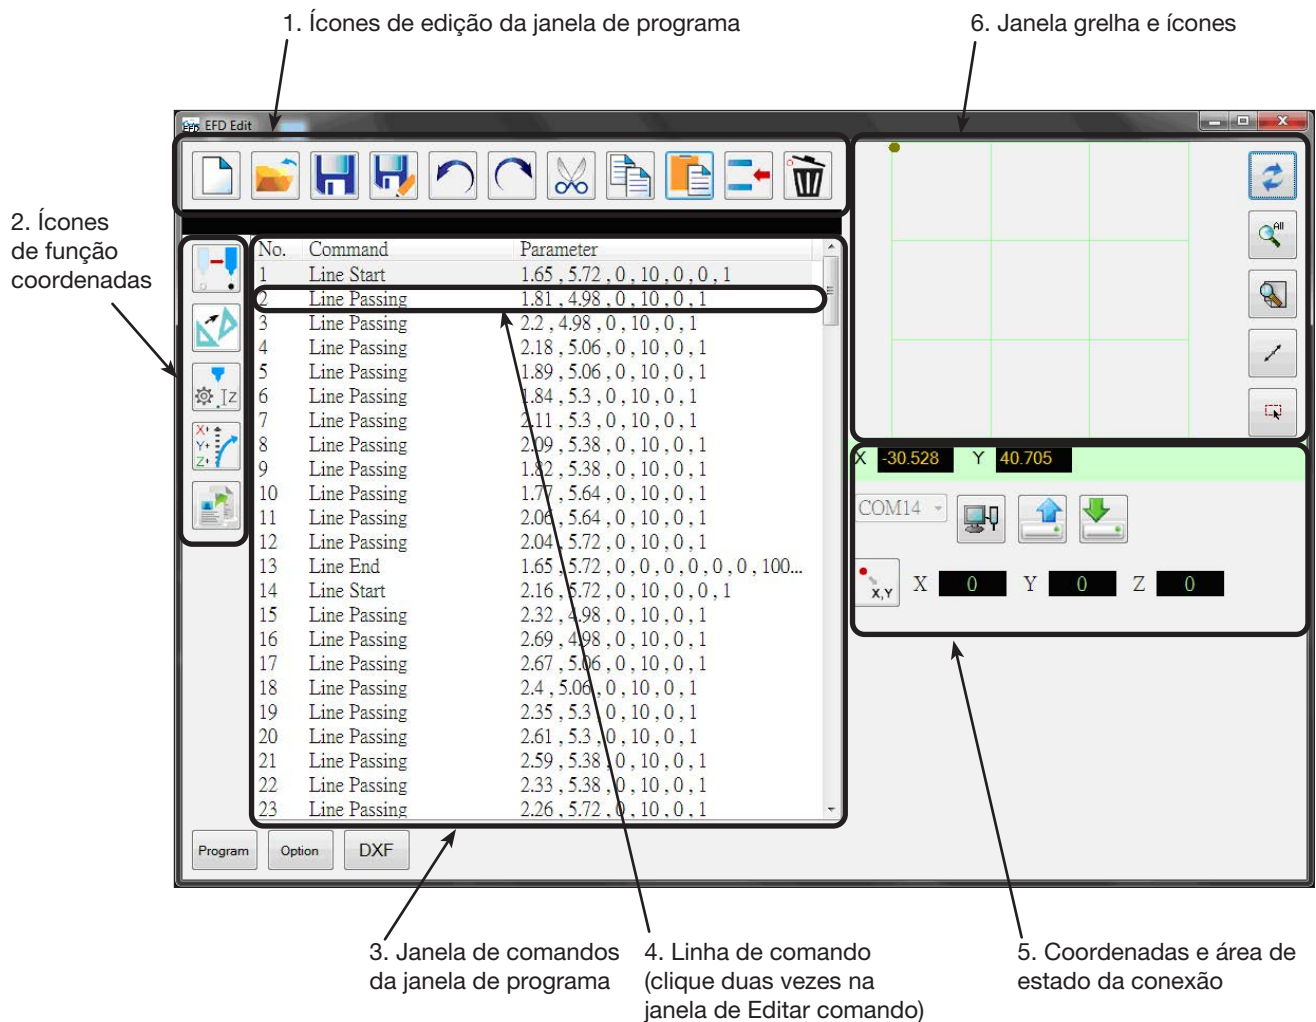 1. Ícones de edição da janela de programa
6. Janela grelha e ícones
EFD Edit
2. Ícones
de função
coordenadas
All
No. Command Parameter
1 Line Start 1.65 , 5.72 , 0 , 10 , 0 , 0 , 1
2 Line Passing 1.81 , 4.98 , 0 , 10 , 0 , 1
3 Line Passing 2.2 , 4.98 , 0 , 10 , 0 , 1
4 Line Passing 2.18 , 5.06 , 0 , 10 , 0 , 1
5 Line Passing 1.89 , 5.06 , 0 , 10 , 0 , 1
6 Line Passing 1.84 , 5.3 , 0 , 10 , 0 , 1
7 Line Passing 2.11 , 5.3 , 0 , 10 , 0 , 1
8 Line Passing 2.09 , 5.38 , 0 , 10 , 0 , 1
9 Line Passing 1.82 , 5.38 , 0 , 10 , 0 , 1
10 Line Passing 1.77 , 5.64 , 0 , 10 , 0 , 1
11 Line Passing 2.06 , 5.64 , 0 , 10 , 0 , 1
12 Line Passing 2.04 , 5.72 , 0 , 10 , 0 , 1
13 Line End 1.65 , 5.72 , 0 , 0 , 0 , 0 , 0 , 0 , 100...
14 Line Start 2.16 , 5.72 , 0 , 10 , 0 , 0 , 1
15 Line Passing 2.32 , 4.98 , 0 , 10 , 0 , 1
16 Line Passing 2.69 , 4.98 , 0 , 10 , 0 , 1
17 Line Passing 2.67 , 5.06 , 0 , 10 , 0 , 1
18 Line Passing 2.4 , 5.06 , 0 , 10 , 0 , 1
19 Line Passing 2.35 , 5.3 , 0 , 10 , 0 , 1
20 Line Passing 2.61 , 5.3 , 0 , 10 , 0 , 1
21 Line Passing 2.59 , 5.38 , 0 , 10 , 0 , 1
22 Line Passing 2.33 , 5.38 , 0 , 10 , 0 , 1
23 Line Passing 2.26 , 5.72 , 0 , 10 , 0 , 1
Z
X+
Y+
Z+
X -30.528 Y 40.705
COM14
X,Y X 0 Y 0 Z 0
Program Option DXF
3. Janela de comandos
da janela de programa
4. Linha de comando
(clique duas vezes na
janela de Editar comando)
5. Coordenadas e área de
estado da conexão